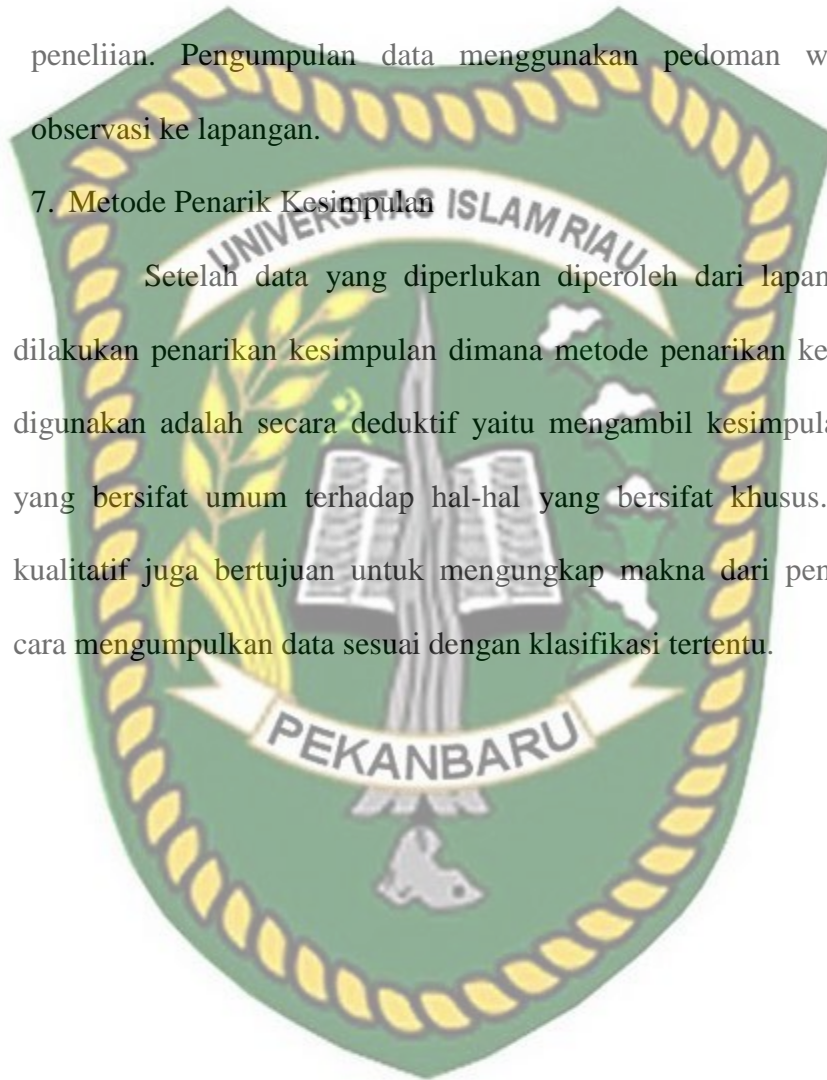 peneliian. Pengumpulan data menggunakan pedoman w
observasi ke lapangan.
7. Metode Penarik Kesimpulan
UNIVERSITAS ISLAM RIAU
Setelah data yang diperlukan diperoleh dari lapan
dilakukan penarikan kesimpulan dimana metode penarikan ke
digunakan adalah secara deduktif yaitu mengambil kesimpula
yang bersifat umum terhadap hal-hal yang bersifat khusus.
kualitatif juga bertujuan untuk mengungkap makna dari pen
cara mengumpulkan data sesuai dengan klasifikasi tertentu.
PEKANBARU